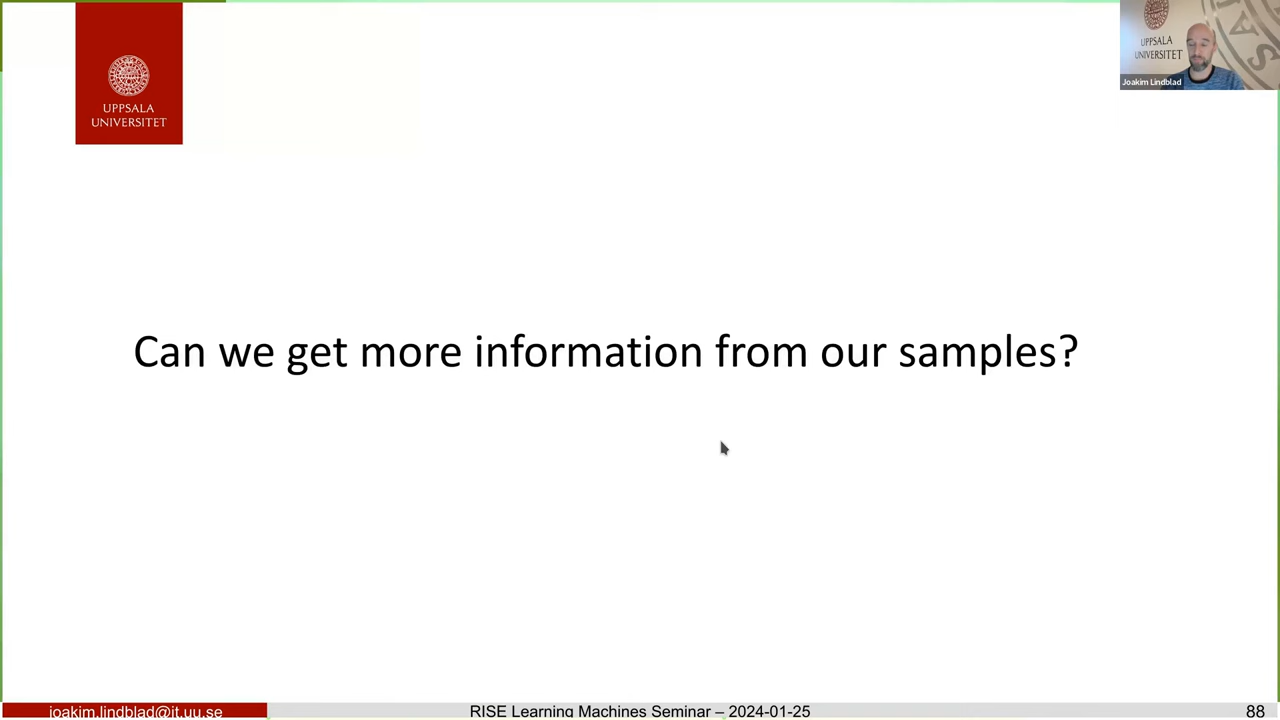 UPPSALA
UNIVERSITET
UPPSALA
UNIVERSITET
Joakim Lindblad
Can we get more information from our samples?
joakim.lindblad@it.uu.se
RISE Learning Machines Seminar – 2024-01-25
88